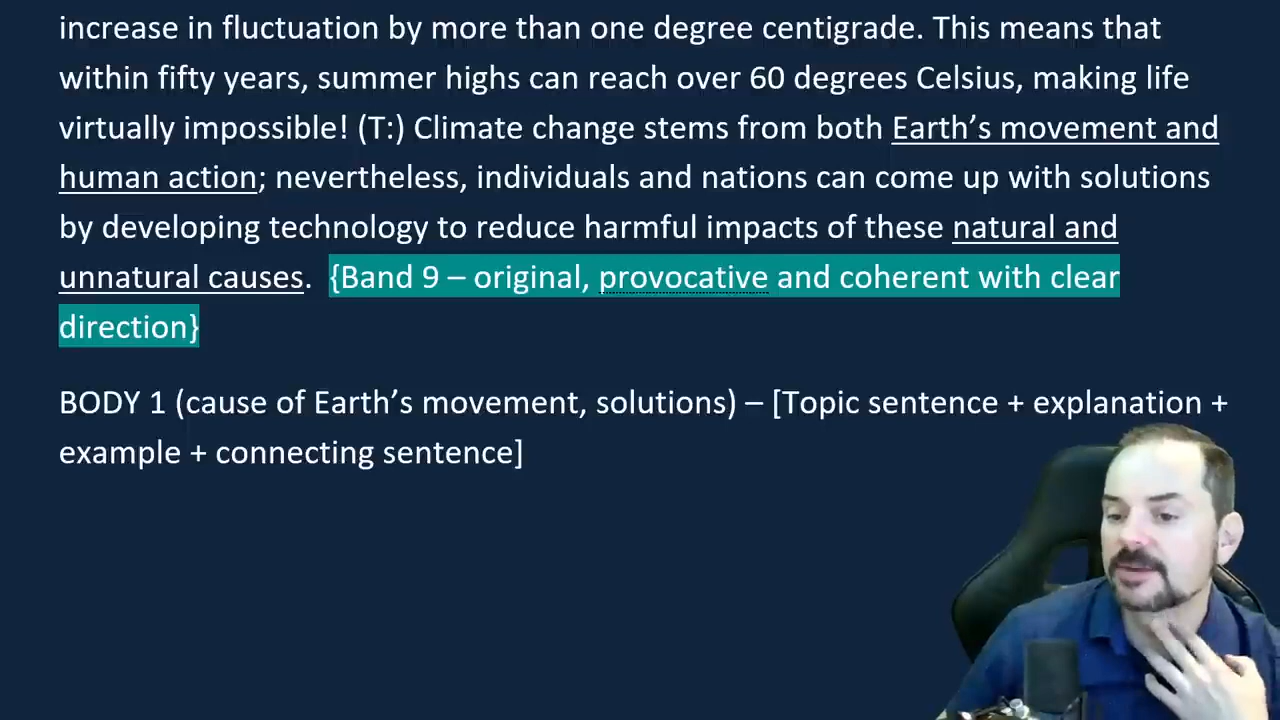 increase in fluctuation by more than one degree centigrade. This means that
within fifty years, summer highs can reach over 60 degrees Celsius, making life
virtually impossible! (T:) Climate change stems from both Earth’s movement and
human action; nevertheless, individuals and nations can come up with solutions
by developing technology to reduce harmful impacts of these natural and
unnatural causes. {Band 9 – original, provocative and coherent with clear
direction}
BODY 1 (cause of Earth’s movement, solutions) – [Topic sentence + explanation +
example + connecting sentence]